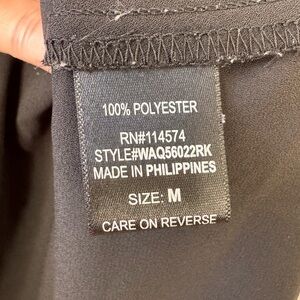 100% POLYESTER
RN#114574
STYLE#WAQ56022RK
MADE IN PHILIPPINES
SIZE: M
CARE ON REVERSE